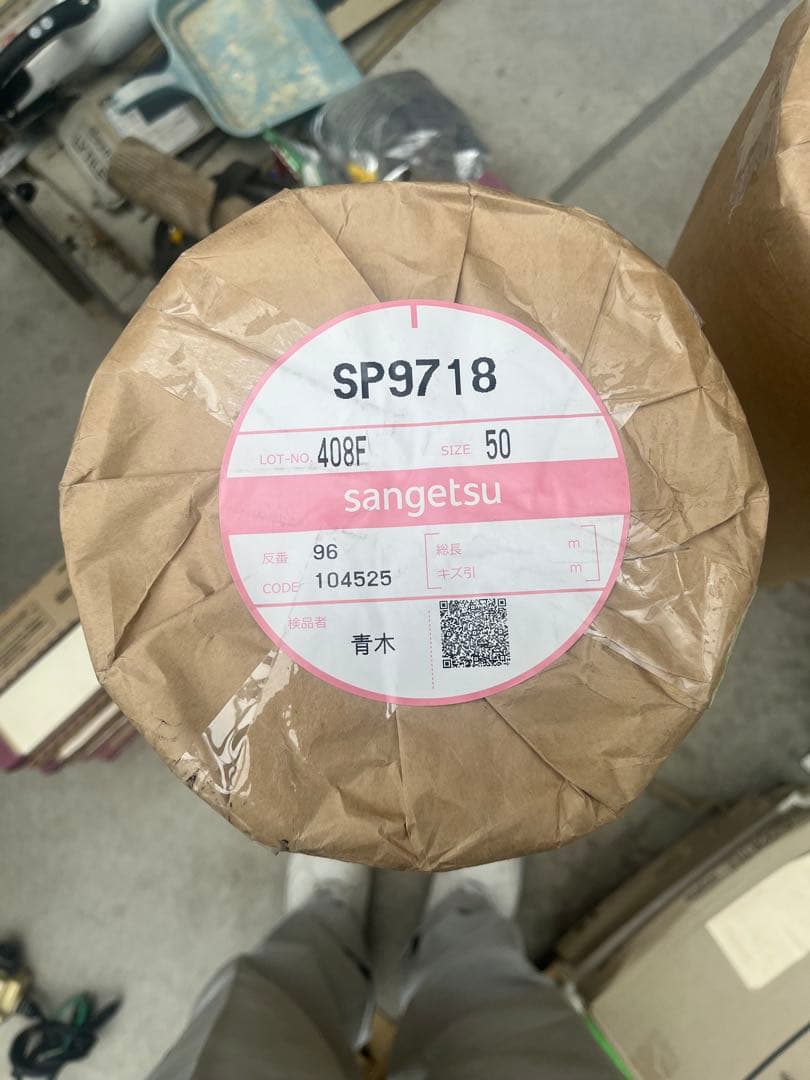 SP9718
LOT-NO. 408F SIZE 50
sangetsu
反番 96 総長 m
CODE 104525 キズ引 m
検品者 青木